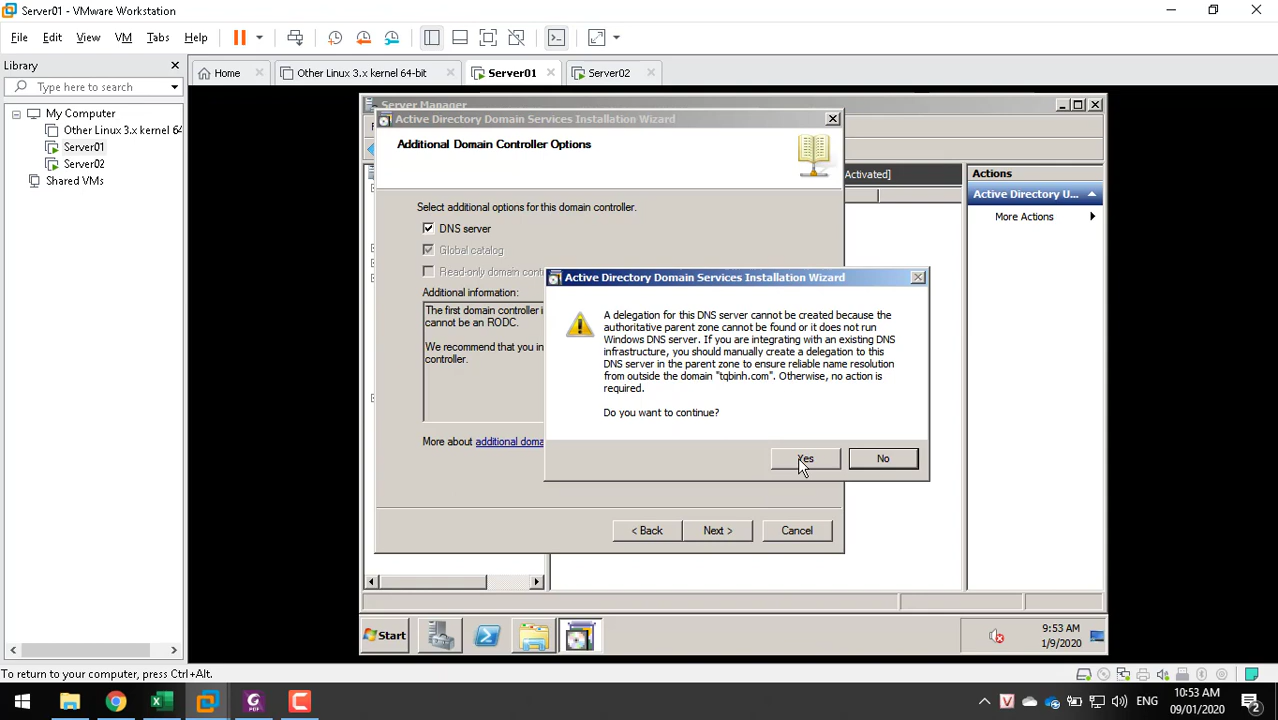 Server01 - VMware Workstation
File Edit View VM Tabs Help
Library
Type here to search
My Computer
Other Linux 3.x kernel 64
Server01
Server02
Shared VMs
Home
Other Linux 3.x kernel 64-bit
Server01
Server02
Server Manager
Active Directory Domain Services Installation Wizard
Additional Domain Controller Options
Select additional options for this domain controller.
DNS server
Global catalog
Read-only domain contr
Additional information:
The first domain controller i
cannot be an RODC.
We recommend that you in
controller.
More about additional doma
< Back Next > Cancel
Active Directory Domain Services Installation Wizard
A delegation for this DNS server cannot be created because the
authoritative parent zone cannot be found or it does not run
Windows DNS server. If you are integrating with an existing DNS
infrastructure, you should manually create a delegation to this
DNS server in the parent zone to ensure reliable name resolution
from outside the domain "tqbinh.com". Otherwise, no action is
required.
Do you want to continue?
Yes No
Activated]
Actions
Active Directory U...
More Actions
Start
9:53 AM
1/9/2020
To return to your computer, press Ctrl+Alt.
ENG
10:53 AM
09/01/2020
2